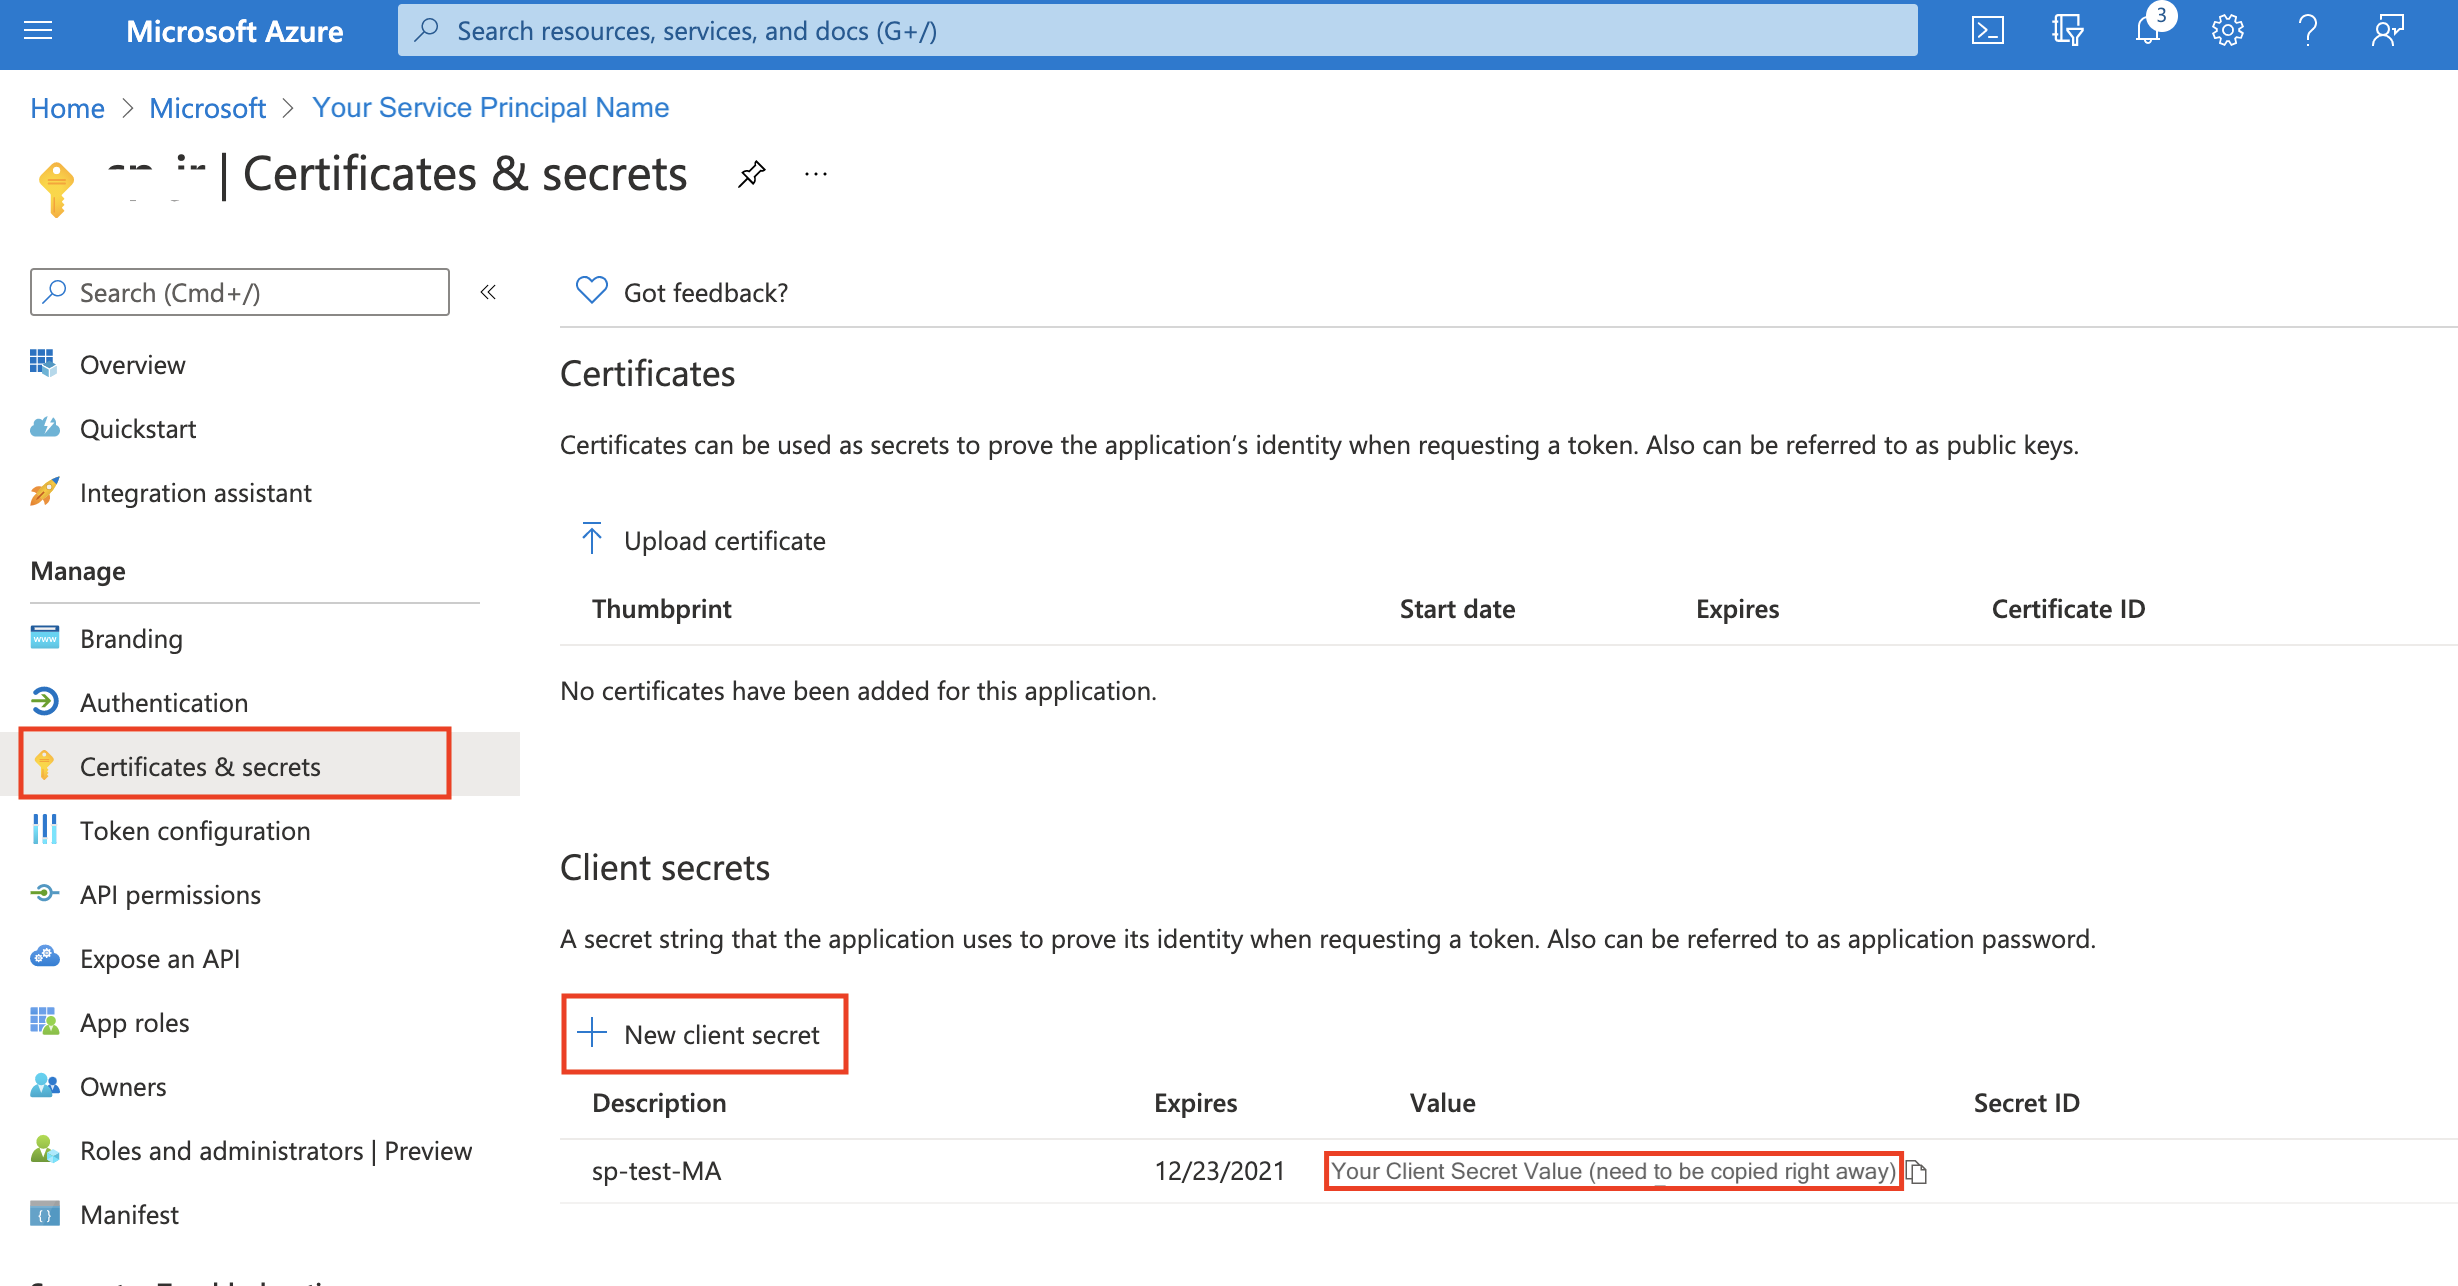 Microsoft Azure
Search resources, services, and docs (G+/)
3
Home > Microsoft > Your Service Principal Name
| Certificates & secrets
...
Search (Cmd+/)
«
Got feedback?
Overview
Quickstart
Integration assistant
Manage
Branding
Authentication
Certificates & secrets
Token configuration
API permissions
Expose an API
App roles
Owners
Roles and administrators | Preview
Manifest
Certificates
Certificates can be used as secrets to prove the application’s identity when requesting a token. Also can be referred to as public keys.
Upload certificate
Thumbprint Start date Expires Certificate ID
No certificates have been added for this application.
Client secrets
A secret string that the application uses to prove its identity when requesting a token. Also can be referred to as application password.
New client secret
Description Expires Value Secret ID
sp-test-MA 12/23/2021 Your Client Secret Value (need to be copied right away)